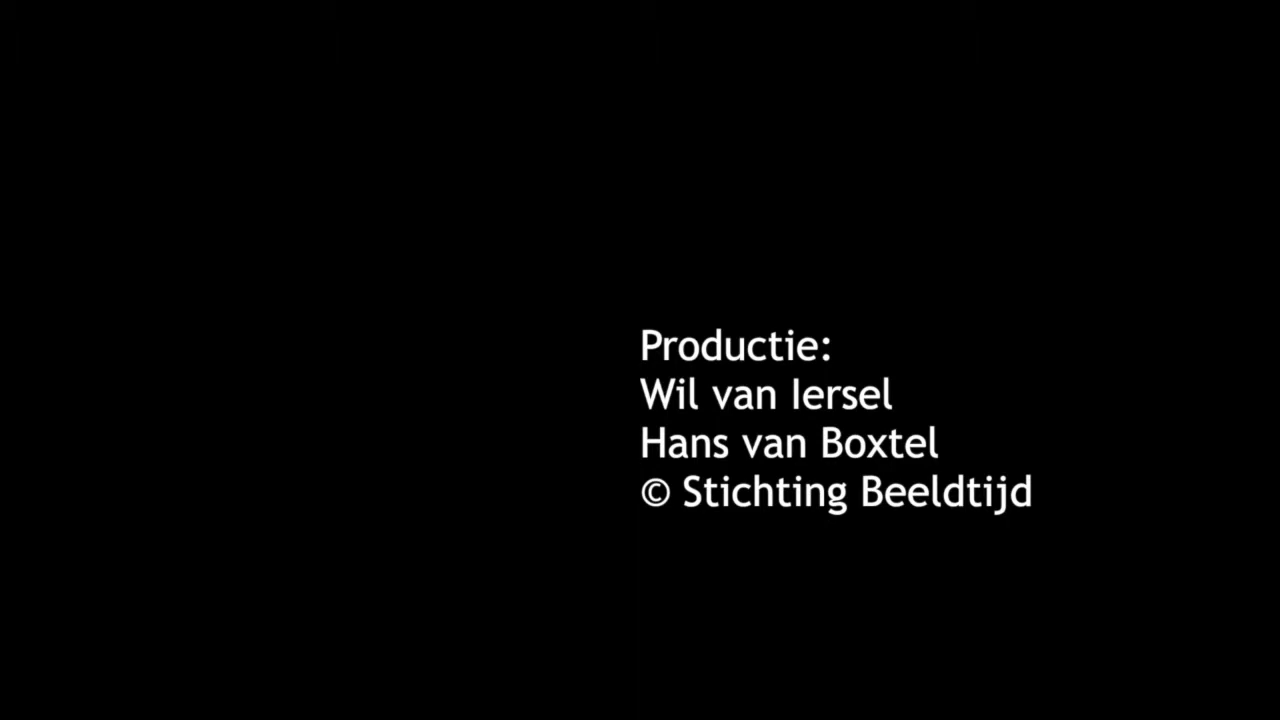 Productie:
Wil van Iersel
Hans van Boxtel
© Stichting Beeldtijd